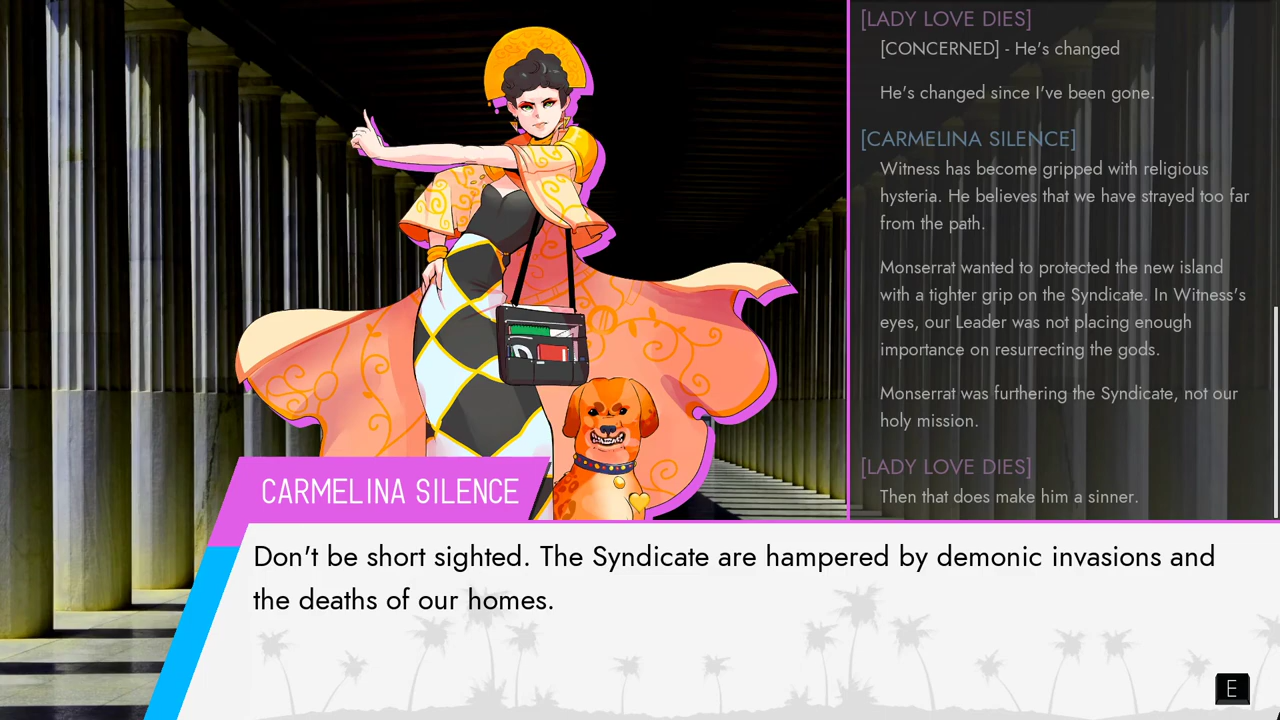 [LADY LOVE DIES]
[CONCERNED] - He's changed
He's changed since I've been gone.
[CARMELINA SILENCE]
Witness has become gripped with religious
hysteria. He believes that we have strayed too far
from the path.
Monserrat wanted to protected the new island
with a tighter grip on the Syndicate. In Witness's
eyes, our Leader was not placing enough
importance on resurrecting the gods.
Monserrat was furthering the Syndicate, not our
holy mission.
[LADY LOVE DIES]
Then that does make him a sinner.
CARMELINA SILENCE
Don't be short sighted. The Syndicate are hampered by demonic invasions and
the deaths of our homes.
E